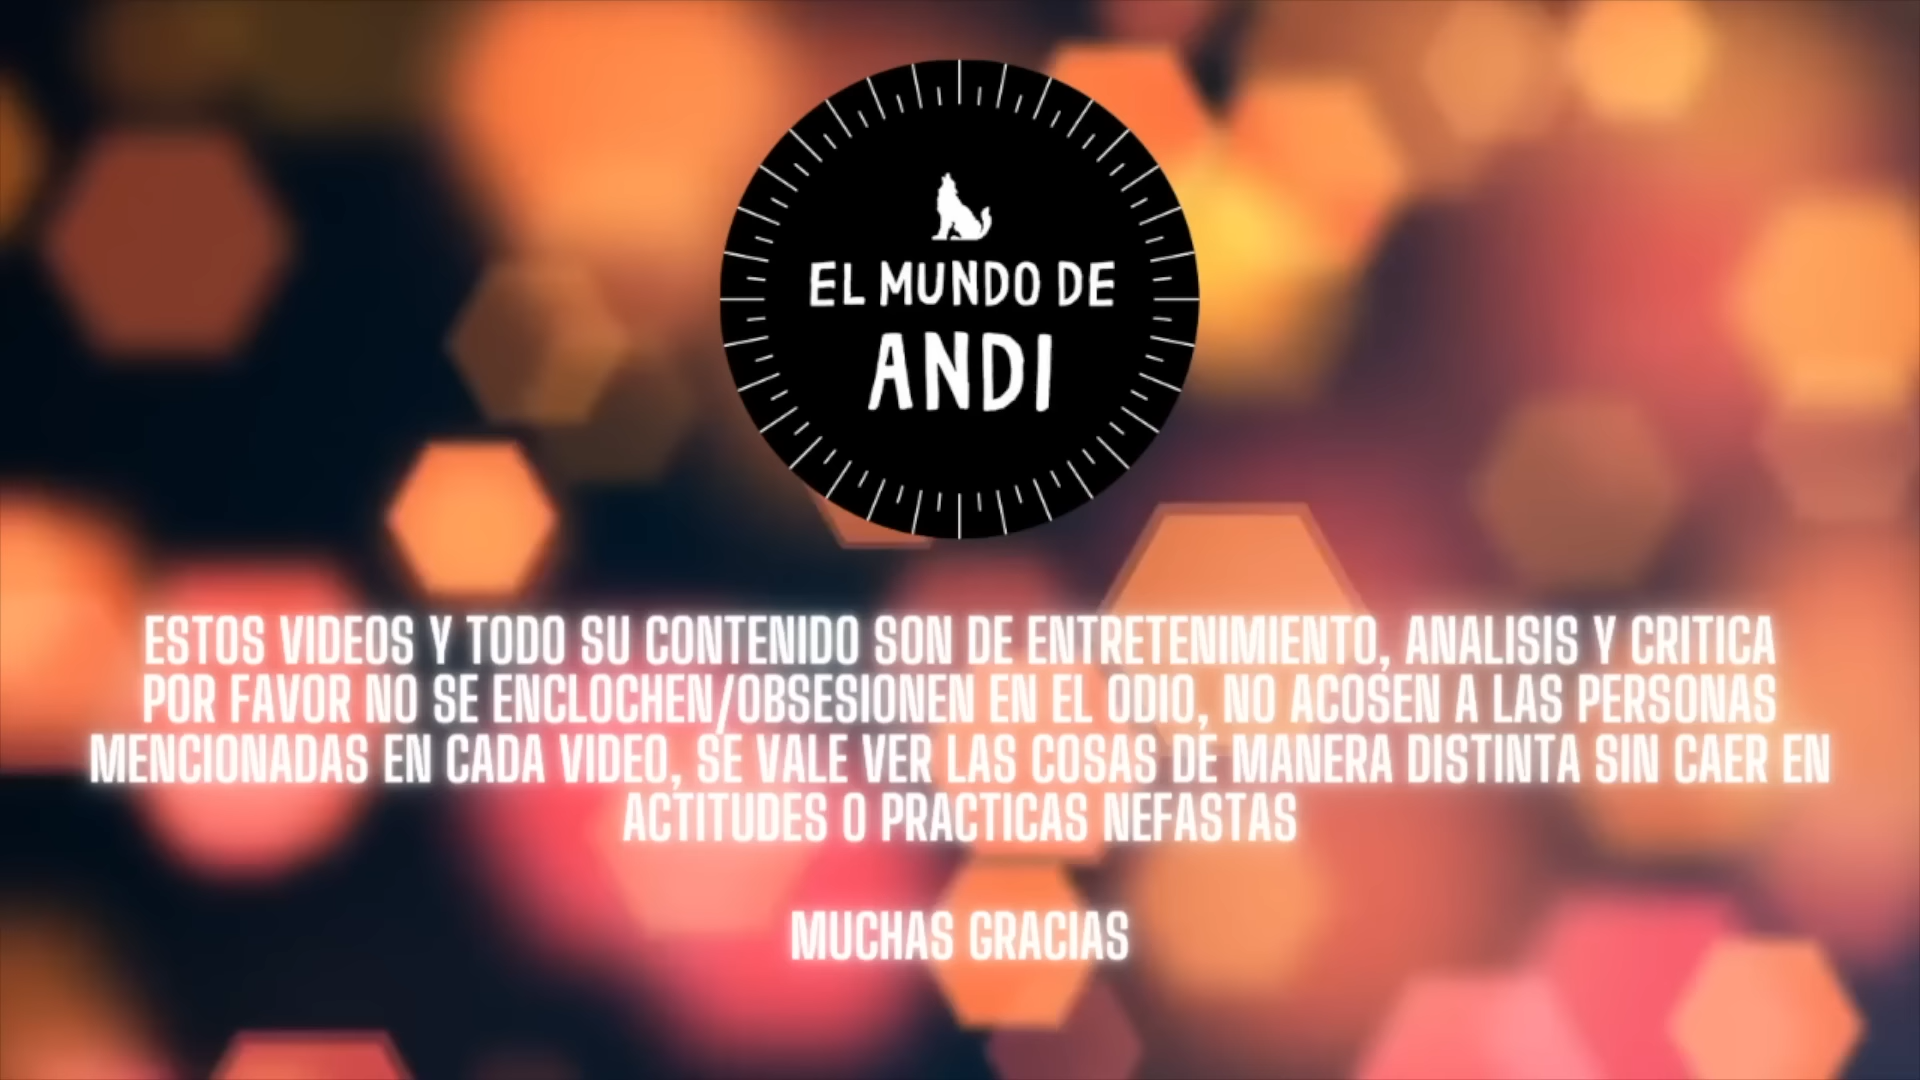 EL MUNDO DE
ANDI
ESTOS VIDEOS Y TODO SU CONTENIDO SON DE ENTRETENIMIENTO, ANALISIS Y CRITICA
POR FAVOR NO SE ENCLOCHEN/OBSESIONEN EN EL ODIO, NO ACOSEN A LAS PERSONAS
MENCIONADAS EN CADA VIDEO, SE VALE VER LAS COSAS DE MANERA DISTINTA SIN CAER EN
ACTITUDES O PRACTICAS NEFASTAS
MUCHAS GRACIAS